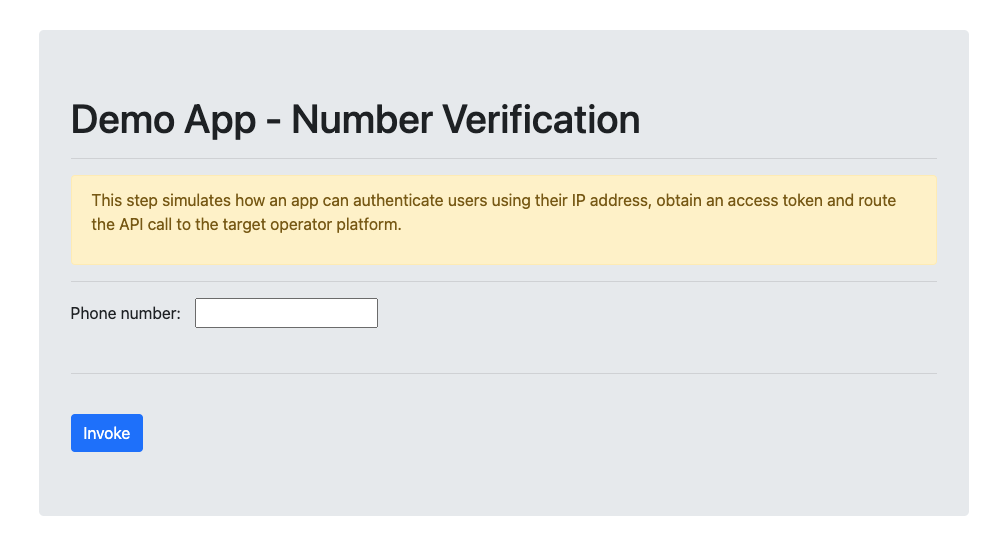 Demo App - Number Verification
This step simulates how an app can authenticate users using their IP address, obtain an access token and route
the API call to the target operator platform.
Phone number:
Invoke